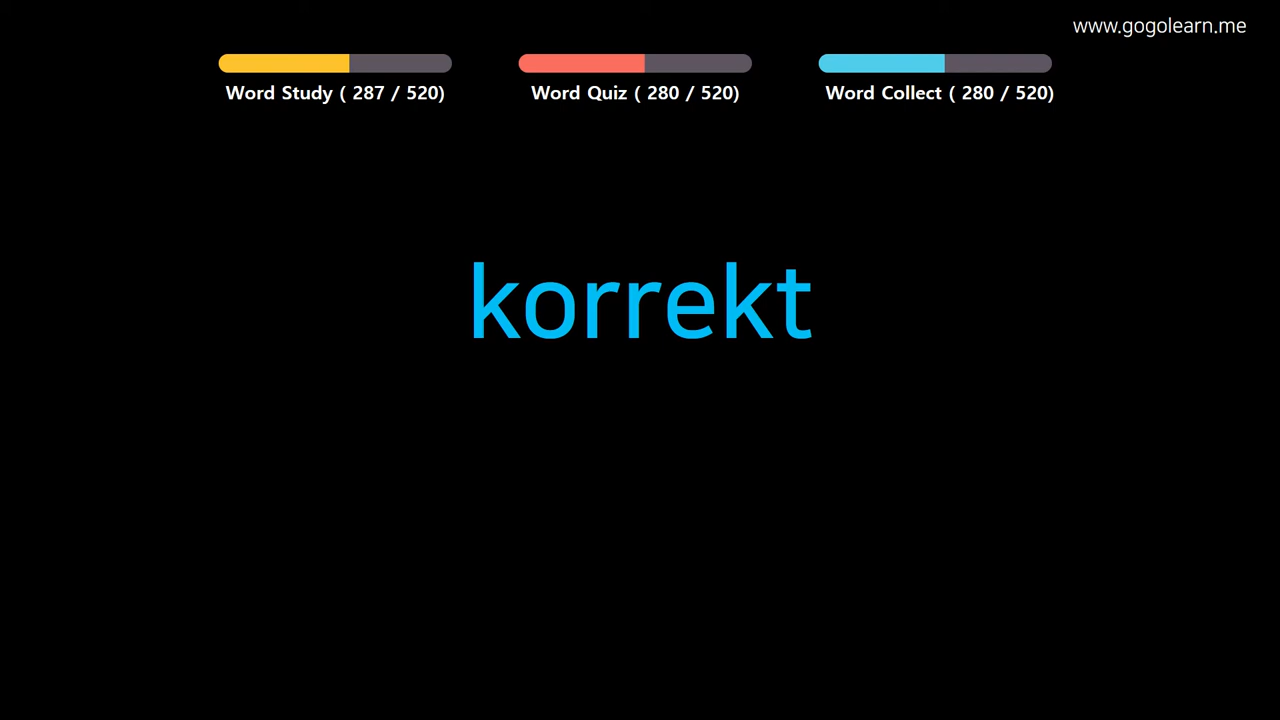 www.gogolearn.me
Word Study ( 287 / 520)
Word Quiz ( 280 / 520)
Word Collect ( 280 / 520)
korrekt